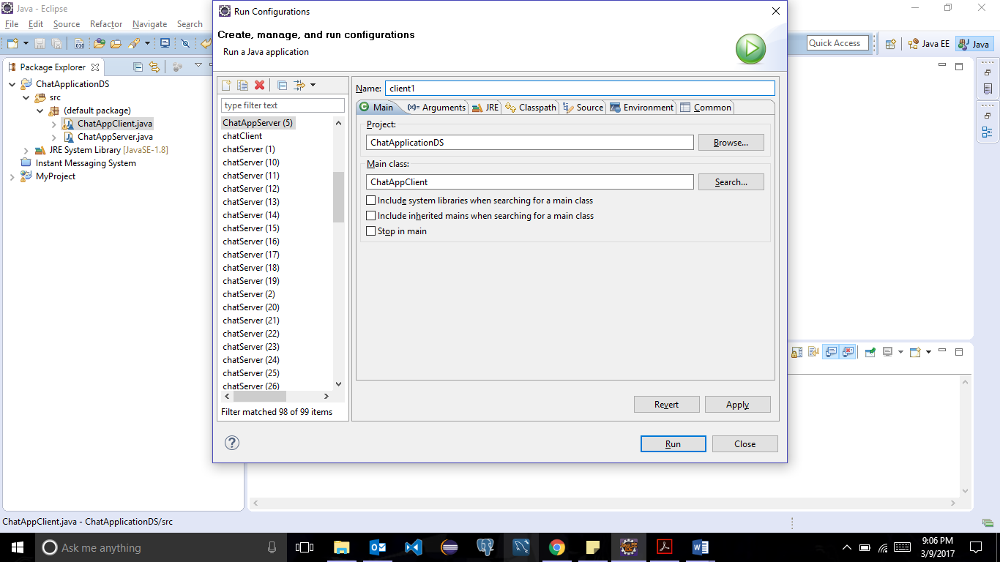 Java - Eclipse
File Edit Source Refactor Navigate Search
Quick Access
Java EE
Java
Package Explorer
ChatApplicationDS
src
(default package)
ChatAppClient.java
ChatAppServer.java
JRE System Library [JavaSE-1.8]
Instant Messaging System
MyProject
Run Configurations
Create, manage, and run configurations
Run a Java application
type filter text
ChatAppServer (5)
chatClient
chatServer (1)
chatServer (10)
chatServer (11)
chatServer (12)
chatServer (13)
chatServer (14)
chatServer (15)
chatServer (16)
chatServer (17)
chatServer (18)
chatServer (19)
chatServer (2)
chatServer (20)
chatServer (21)
chatServer (22)
chatServer (23)
chatServer (24)
chatServer (25)
chatServer (26)
Filter matched 98 of 99 items
Name: client1
Main (x)= Arguments JRE Classpath Source Environment Common
Project:
ChatApplicationDS Browse...
Main class:
ChatAppClient Search...
Include system libraries when searching for a main class
Include inherited mains when searching for a main class
Stop in main
Revert Apply
? Run Close
ChatAppClient.java - ChatApplicationDS/src
Ask me anything
9:06 PM
3/9/2017